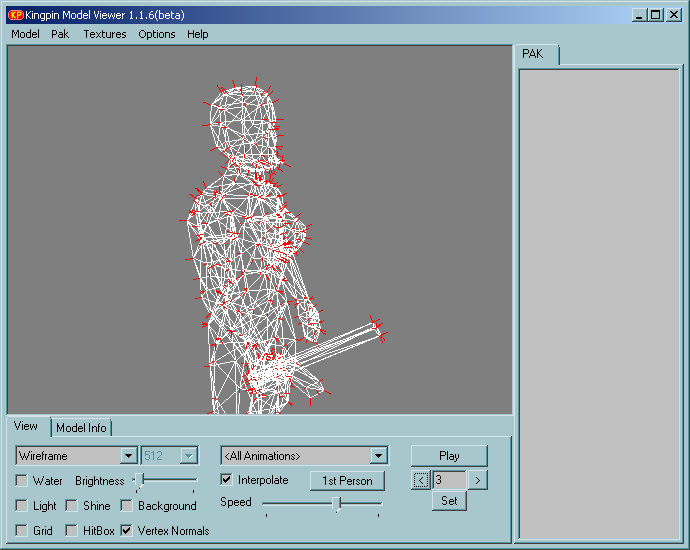 KP Kingpin Model Viewer 1.1.6(beta)
Model Pak Textures Options Help
PAK
View Model Info
Wireframe 512 <All Animations> Play
Water Brightness Interpolate 1st Person < 3 >
Light Shine Background Speed Set
Grid HitBox Vertex Normals